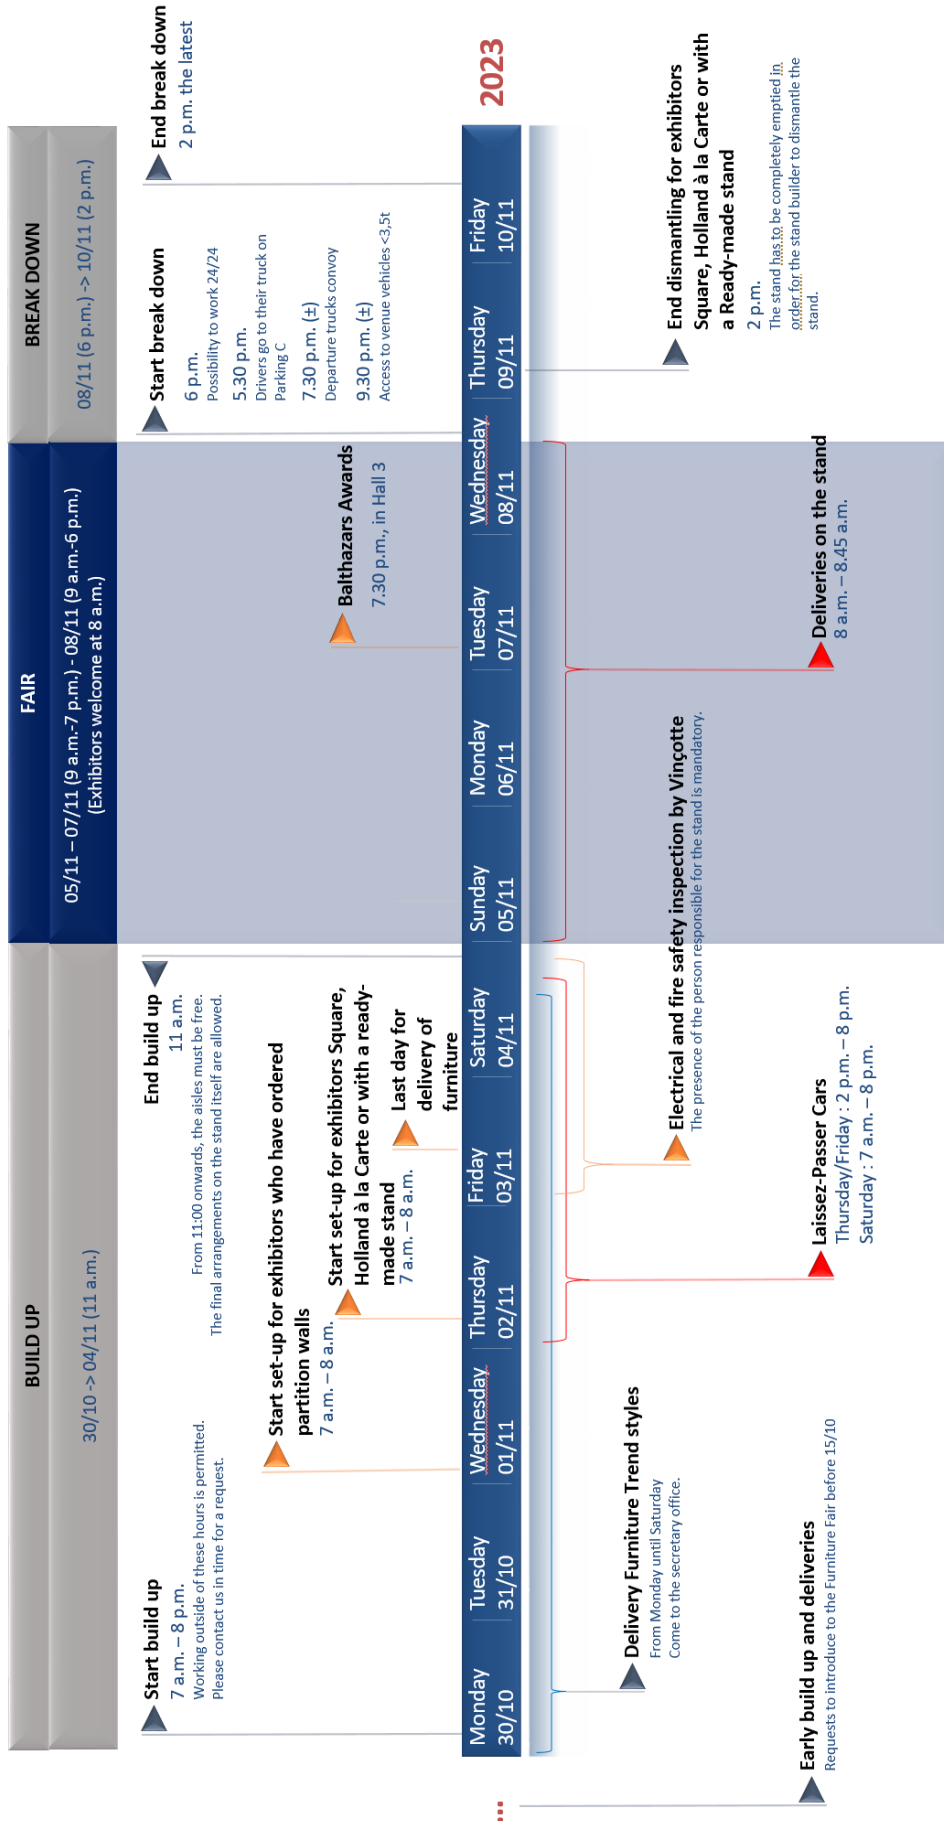 BUILD UP
FAIR
BREAK DOWN
30/10 -> 04/11 (11 a.m.)
05/11 – 07/11 (9 a.m.-7 p.m.) - 08/11 (9 a.m.-6 p.m.)
(Exhibitors welcome at 8 a.m.)
08/11 (6 p.m.) -> 10/11 (2 p.m.)
Start build up
7 a.m. – 8 p.m.
Working outside of these hours is permitted.
Please contact us in time for a request.
End build up
11 a.m.
From 11:00 onwards, the aisles must be free.
The final arrangements on the stand itself are allowed.
Start break down
6 p.m.
Possibility to work 24/24
5.30 p.m.
Drivers go to their truck on
Parking C
7.30 p.m. (±)
Departure trucks convoy
9.30 p.m. (±)
Access to venue vehicles <3,5t
End break down
2 p.m. the latest
Start set-up for exhibitors who have ordered
partition walls
7 a.m. – 8 a.m.
Start set-up for exhibitors Square,
Holland à la Carte or with a ready-
made stand
7 a.m. – 8 a.m.
Last day for
delivery of
furniture
Balthazars Awards
7.30 p.m., in Hall 3
...
Monday
30/10
Tuesday
31/10
Wednesday
01/11
Thursday
02/11
Friday
03/11
Saturday
04/11
Sunday
05/11
Monday
06/11
Tuesday
07/11
Wednesday
08/11
Thursday
09/11
Friday
10/11
2023
Delivery Furniture Trend styles
From Monday until Saturday
Come to the secretary office.
Electrical and fire safety inspection by Vinçotte
The presence of the person responsible for the stand is mandatory.
End dismantling for exhibitors
Square, Holland à la Carte or with
a Ready-made stand
2 p.m.
The stand has to be completely emptied in
order for the stand builder to dismantle the
stand.
Early build up and deliveries
Requests to introduce to the Furniture Fair before 15/10
Laissez-Passer Cars
Thursday/Friday : 2 p.m. – 8 p.m.
Saturday : 7 a.m. – 8 p.m.
Deliveries on the stand
8 a.m. – 8.45 a.m.